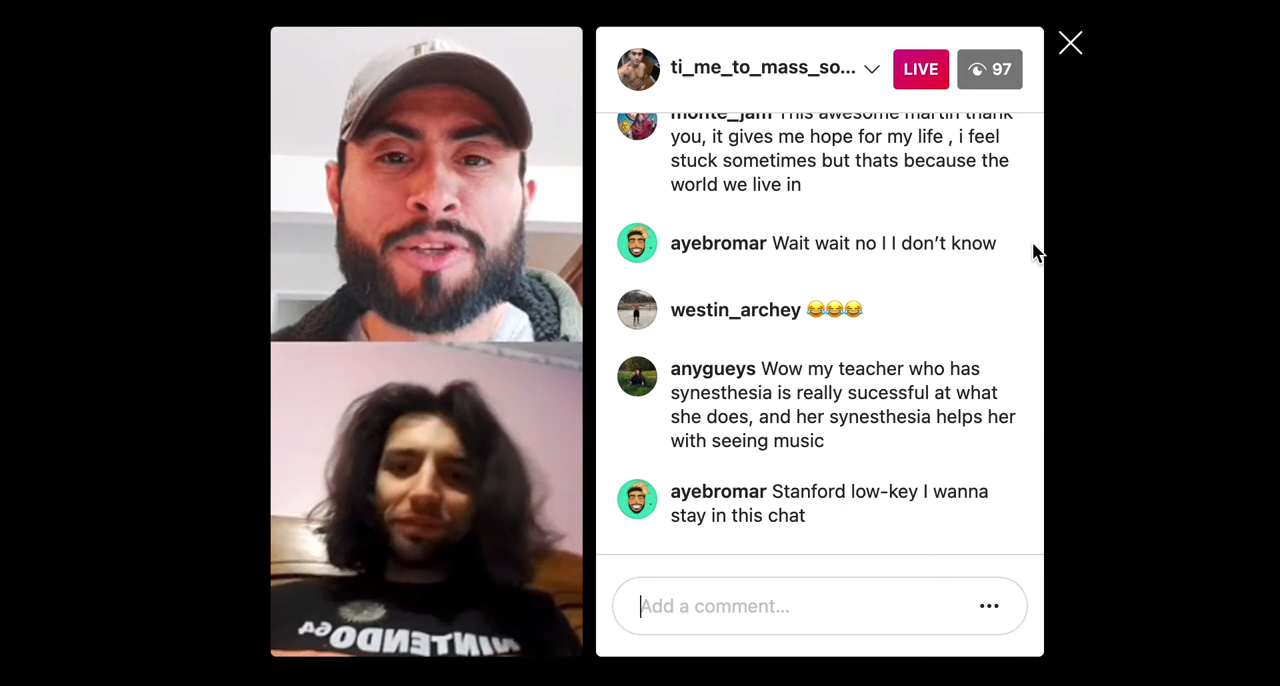 ti_me_to_mass_so... LIVE 97
monte_jam This awesome martin thank
you, it gives me hope for my life , i feel
stuck sometimes but thats because the
world we live in
ayebromar Wait wait no I I don’t know
westin_archey 😂😂😂
anygueys Wow my teacher who has
synesthesia is really sucessful at what
she does, and her synesthesia helps her
with seeing music
ayebromar Stanford low-key I wanna
stay in this chat
Add a comment...
NINTENDO64